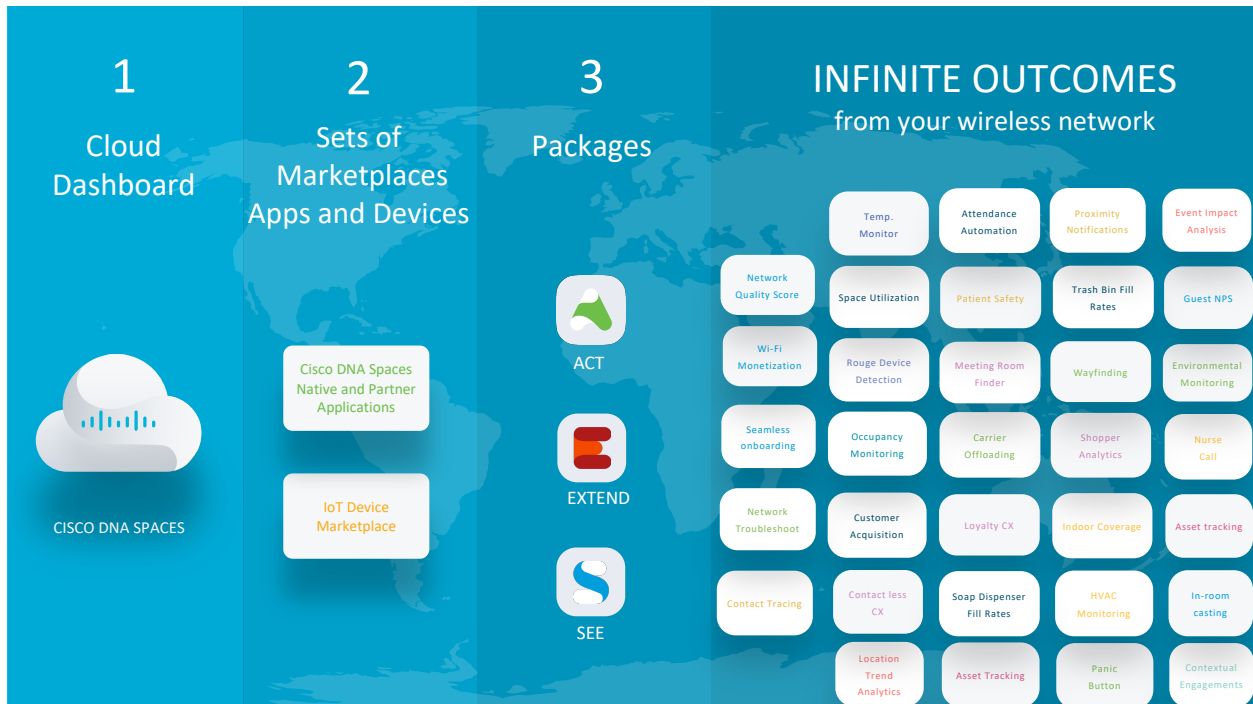 1
Cloud
Dashboard
CISCO DNA SPACES
2
Sets of
Marketplaces
Apps and Devices
Cisco DNA Spaces
Native and Partner
Applications
IoT Device
Marketplace
3
Packages
ACT
EXTEND
SEE
INFINITE OUTCOMES
from your wireless network
Temp.
Monitor
Attendance
Automation
Proximity
Notifications
Event Impact
Analysis
Network
Quality Score
Space Utilization
Patient Safety
Trash Bin Fill
Rates
Guest NPS
Wi-Fi
Monetization
Rouge Device
Detection
Meeting Room
Finder
Wayfinding
Environmental
Monitoring
Seamless
onboarding
Occupancy
Monitoring
Carrier
Offloading
Shopper
Analytics
Nurse
Call
Network
Troubleshoot
Customer
Acquisition
Loyalty CX
Indoor Coverage
Asset tracking
Contact Tracing
Contact less
CX
Soap Dispenser
Fill Rates
HVAC
Monitoring
In-room
casting
Location
Trend
Analytics
Asset Tracking
Panic
Button
Contextual
Engagements